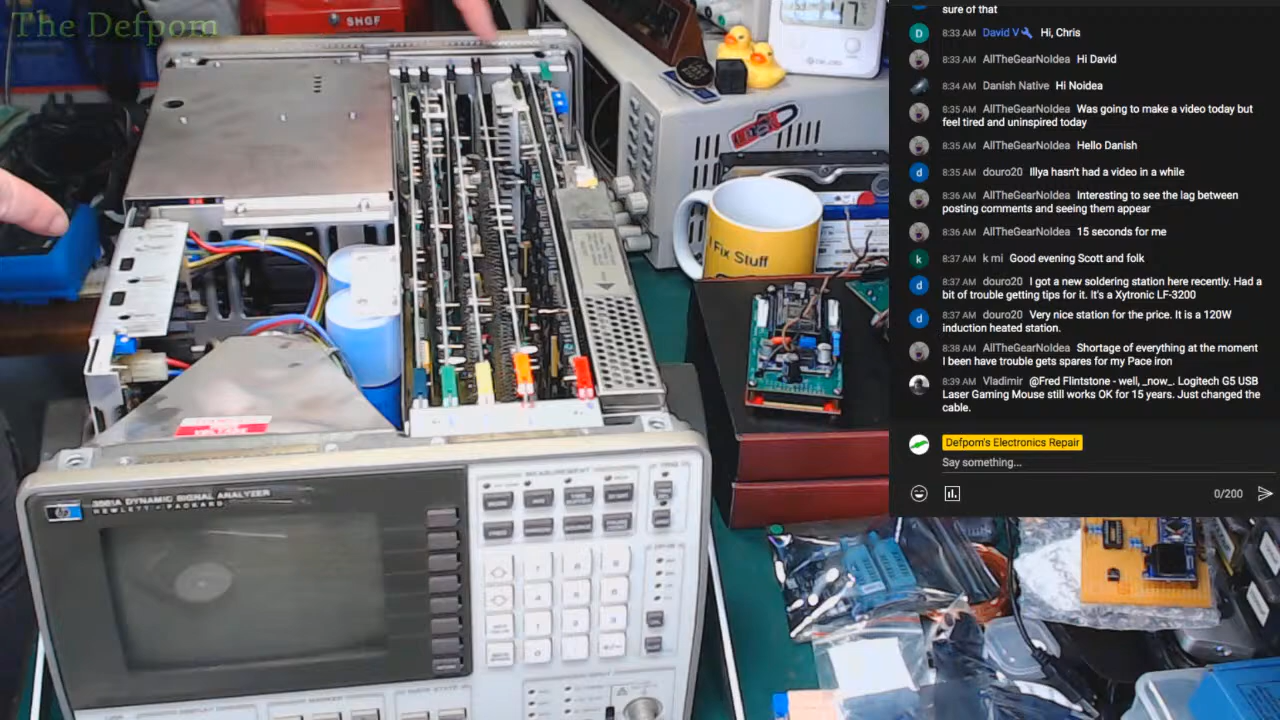 The Defpom
I Fix Stuff
hp
3561A DYNAMIC SIGNAL ANALYZER
HEWLETT - PACKARD
MEASUREMENT
sure of that
D
8:33 AM David V Hi, Chris
8:33 AM AllTheGearNoIdea Hi David
8:34 AM Danish Native Hi Noidea
8:35 AM AllTheGearNoIdea Was going to make a video today but
feel tired and uninspired today
8:35 AM AllTheGearNoIdea Hello Danish
d
8:35 AM douro20 Illya hasn't had a video in a while
8:36 AM AllTheGearNoIdea Interesting to see the lag between
posting comments and seeing them appear
8:36 AM AllTheGearNoIdea 15 seconds for me
k
8:37 AM k mi Good evening Scott and folk
d
8:37 AM douro20 I got a new soldering station here recently. Had a
bit of trouble getting tips for it. It's a Xytronic LF-3200
d
8:37 AM douro20 Very nice station for the price. It is a 120W
induction heated station.
8:38 AM AllTheGearNoIdea Shortage of everything at the moment
I been have trouble gets spares for my Pace iron
8:39 AM Vladimir @Fred Flintstone - well, _now_. Logitech G5 USB
Laser Gaming Mouse still works OK for 15 years. Just changed the
cable.
Defpom's Electronics Repair
Say something...
0/200